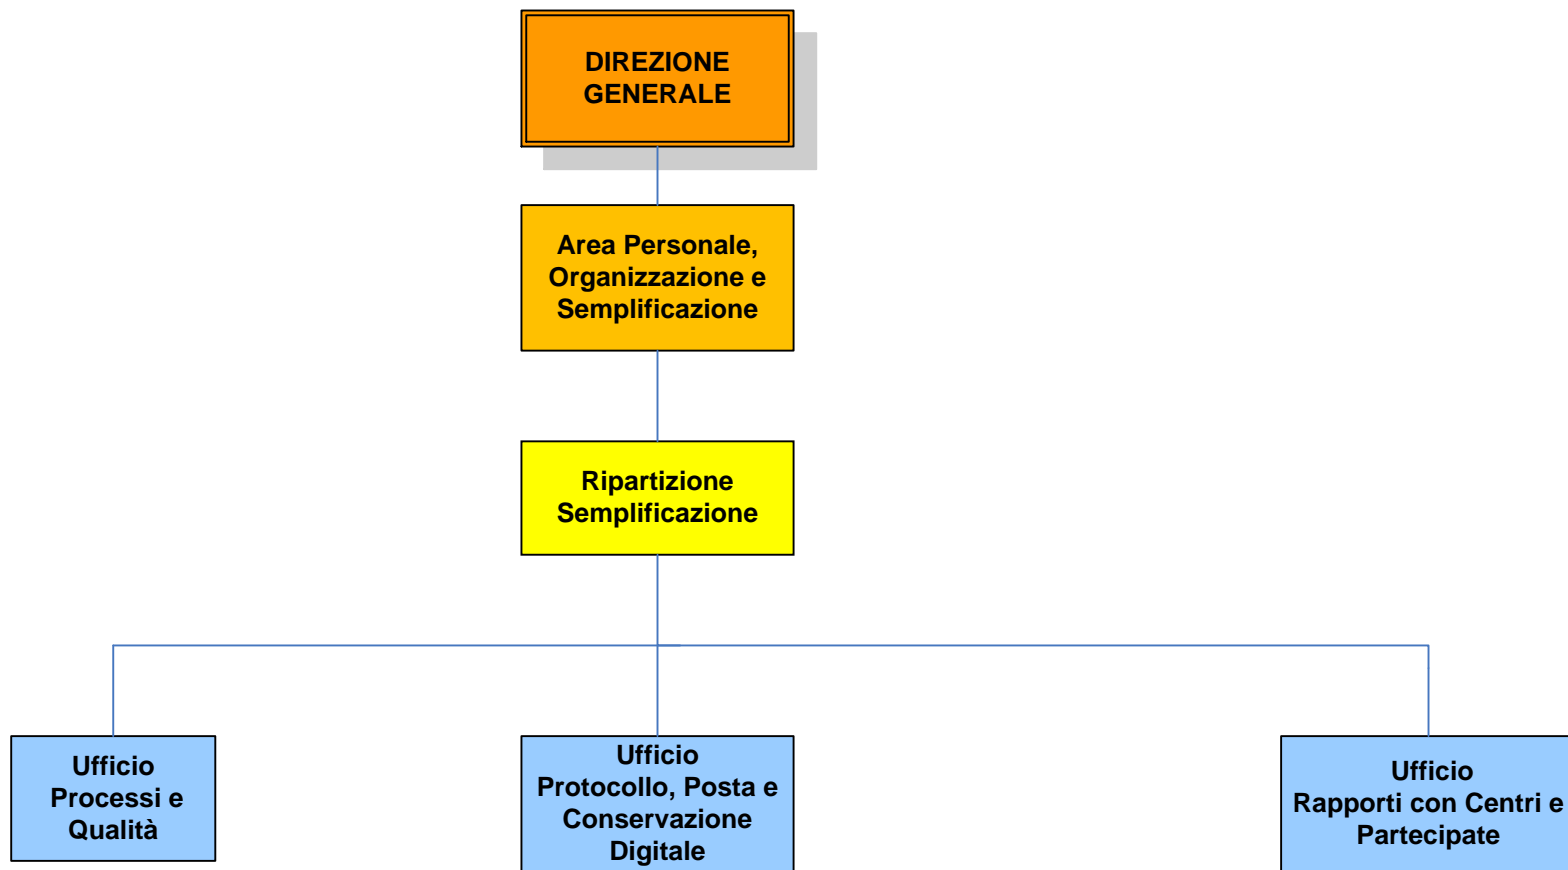 DIREZIONE
GENERALE
Area Personale,
Organizzazione e
Semplificazione
Ripartizione
Semplificazione
Ufficio
Processi e
Qualità
Ufficio
Protocollo, Posta e
Conservazione
Digitale
Ufficio
Rapporti con Centri e
Partecipate